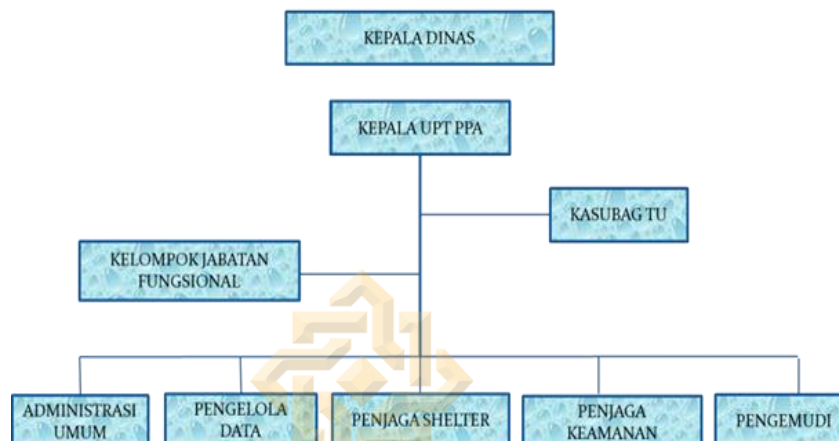 KEPALA DINAS
KEPALA UPT PPA
KASUBAG TU
KELOMPOK JABATAN
FUNGSIONAL
ADMINISTRASI
UMUM
PENGELOLA
DATA
PENJAGA SHELTER
PENJAGA
KEAMANAN
PENGEMUDI